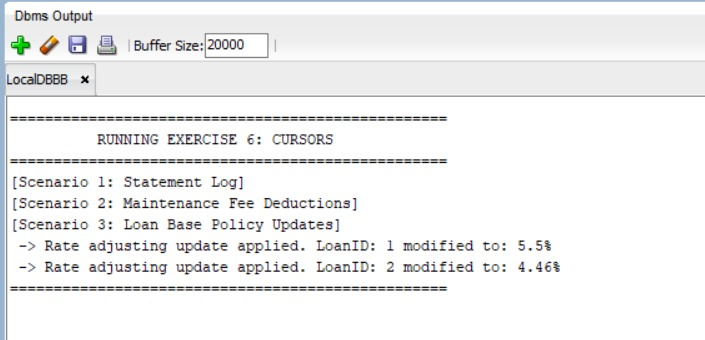 Dbms Output
Buffer Size: 20000
LocalDBBB
==================================================
RUNNING EXERCISE 6: CURSORS
==================================================
[Scenario 1: Statement Log]
[Scenario 2: Maintenance Fee Deductions]
[Scenario 3: Loan Base Policy Updates]
-> Rate adjusting update applied. LoanID: 1 modified to: 5.5%
-> Rate adjusting update applied. LoanID: 2 modified to: 4.46%
==================================================